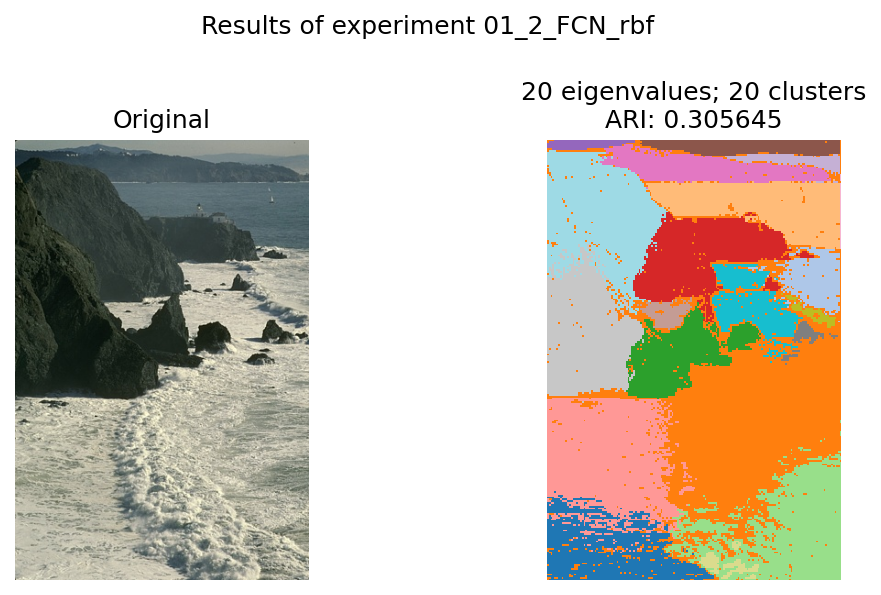 Results of experiment 01_2_FCN_rbf
Original
20 eigenvalues; 20 clusters
ARI: 0.305645